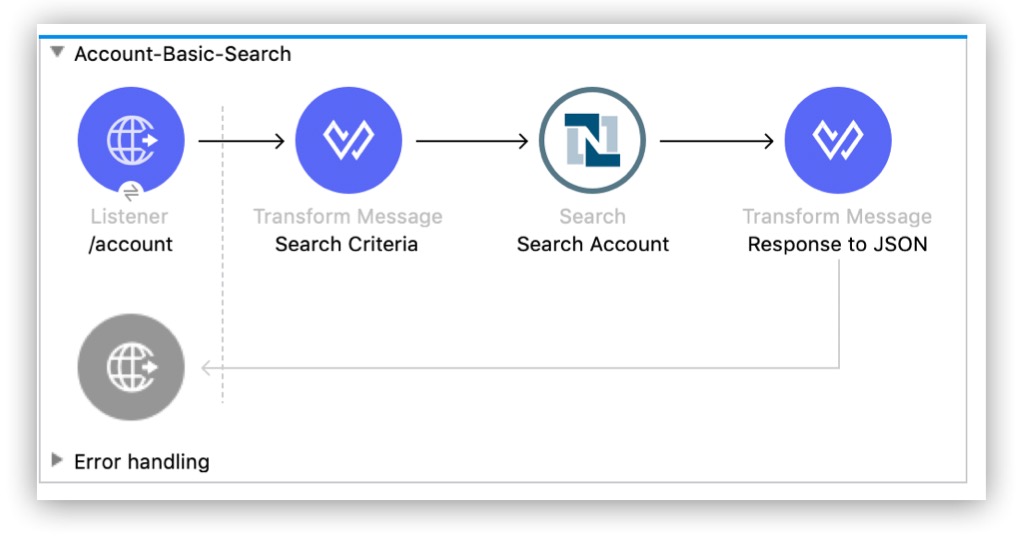 Account-Basic-Search
Listener
/account
Transform Message
Search Criteria
Search
Search Account
Transform Message
Response to JSON
Error handling